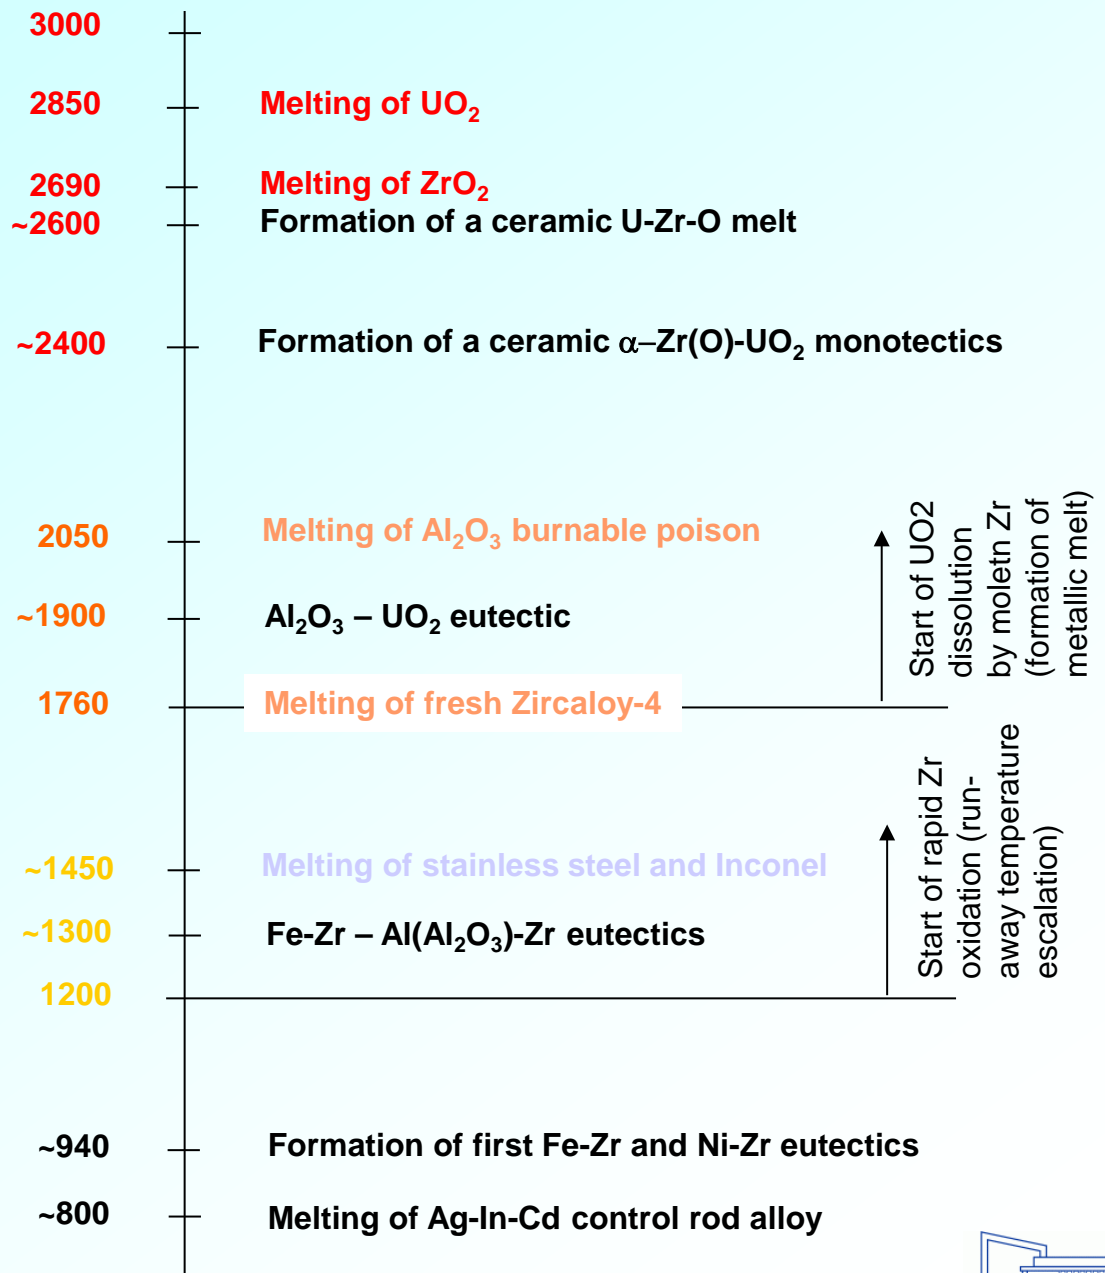 3000
2850 Melting of UO₂
2690 Melting of ZrO₂
~2600 Formation of a ceramic U-Zr-O melt
~2400 Formation of a ceramic α–Zr(O)-UO₂ monotectics
2050 Melting of Al₂O₃ burnable poison
~1900 Al₂O₃ – UO₂ eutectic
1760 Melting of fresh Zircaloy-4
~1450 Melting of stainless steel and Inconel
~1300 Fe-Zr – Al(Al₂O₃)-Zr eutectics
1200
~940 Formation of first Fe-Zr and Ni-Zr eutectics
~800 Melting of Ag-In-Cd control rod alloy
Start of UO2
dissolution
by moletn Zr
(formation of
metallic melt)
Start of rapid Zr
oxidation (run-
away temperature
escalation)